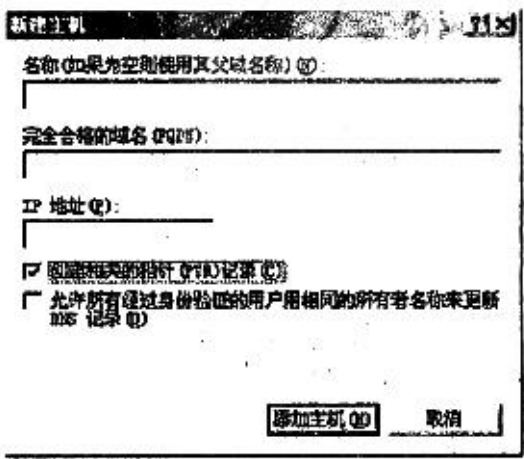 新建主机 ? ×
名称(如果为空则使用其父域名称)(N):
完全合格的域名(FQDN):
IP 地址(P):
创建相关的指针(PTR)记录(C)
允许所有经过身份验证的用户用相同的所有者名称来更新
DNS 记录(O)
添加主机(H) 取消